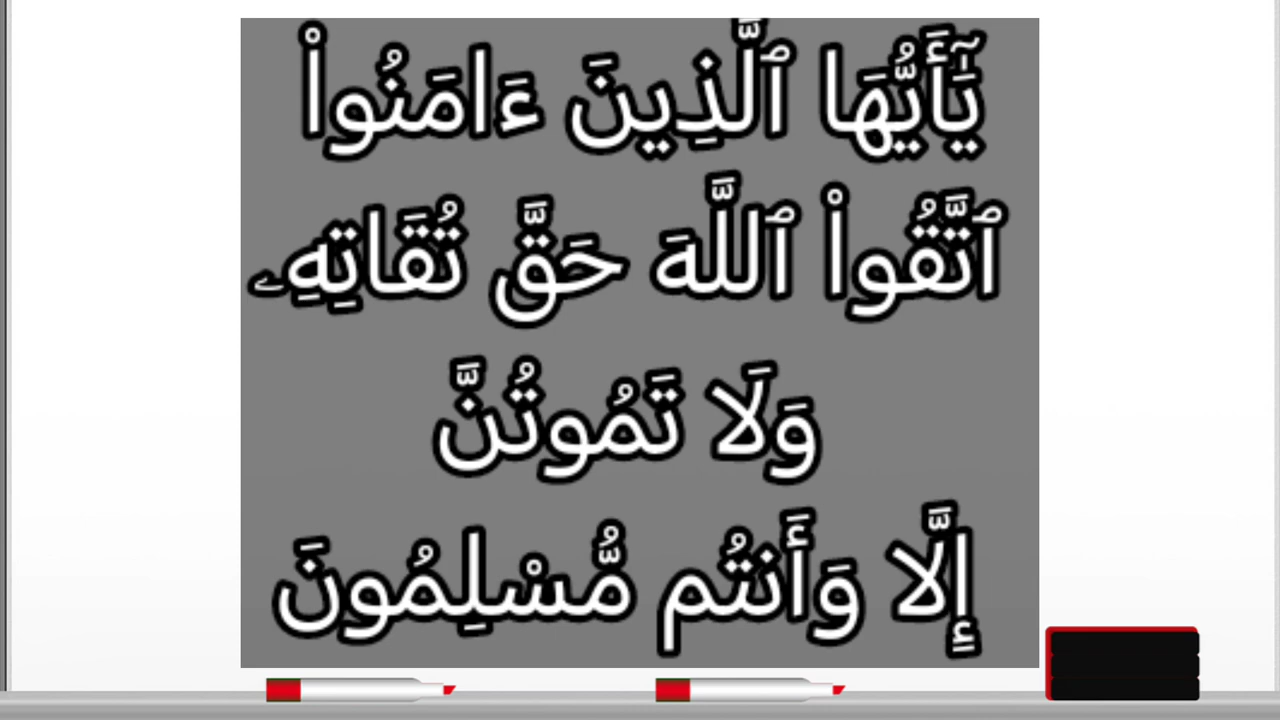 يَٰٓأَيُّهَا ٱلَّذِينَ ءَامَنُوا۟
ٱتَّقُوا۟ ٱللَّهَ حَقَّ تُقَاتِهِۦ
وَلَا تَمُوتُنَّ
إِلَّا وَأَنتُم مُّسْلِمُونَ